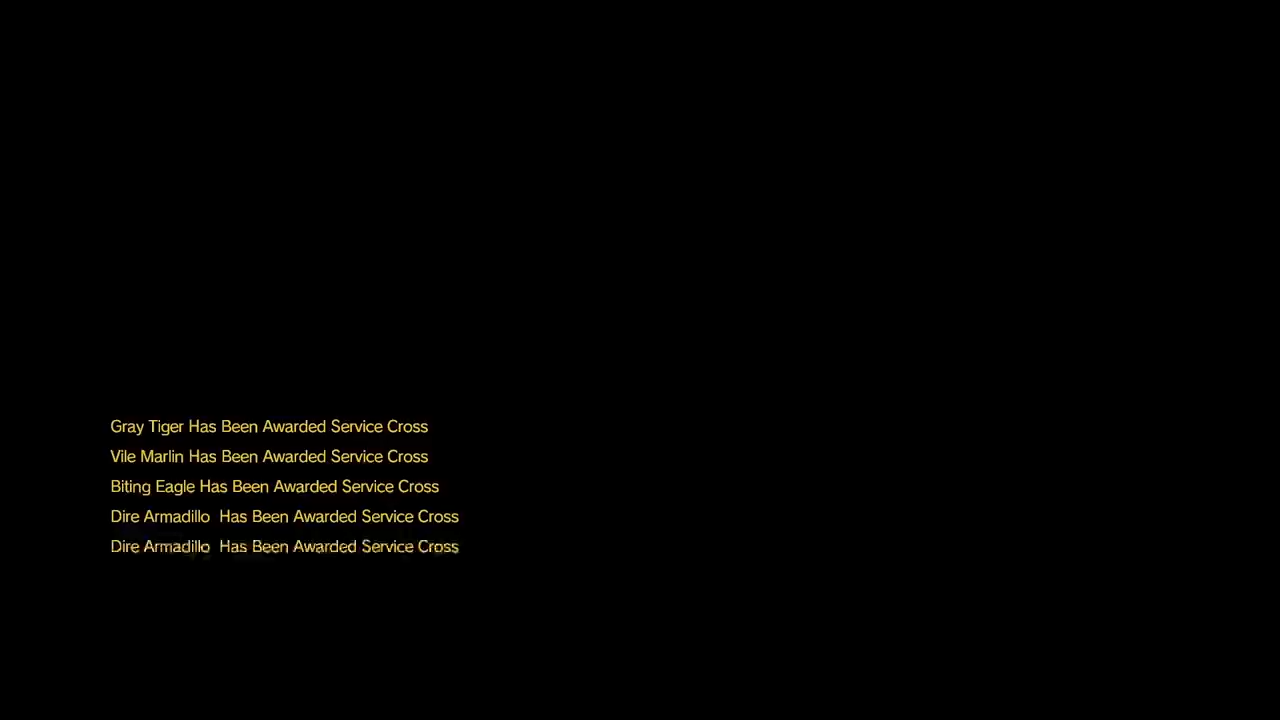 Gray Tiger Has Been Awarded Service Cross
Vile Marlin Has Been Awarded Service Cross
Biting Eagle Has Been Awarded Service Cross
Dire Armadillo  Has Been Awarded Service Cross
Dire Armadillo  Has Been Awarded Service Cross